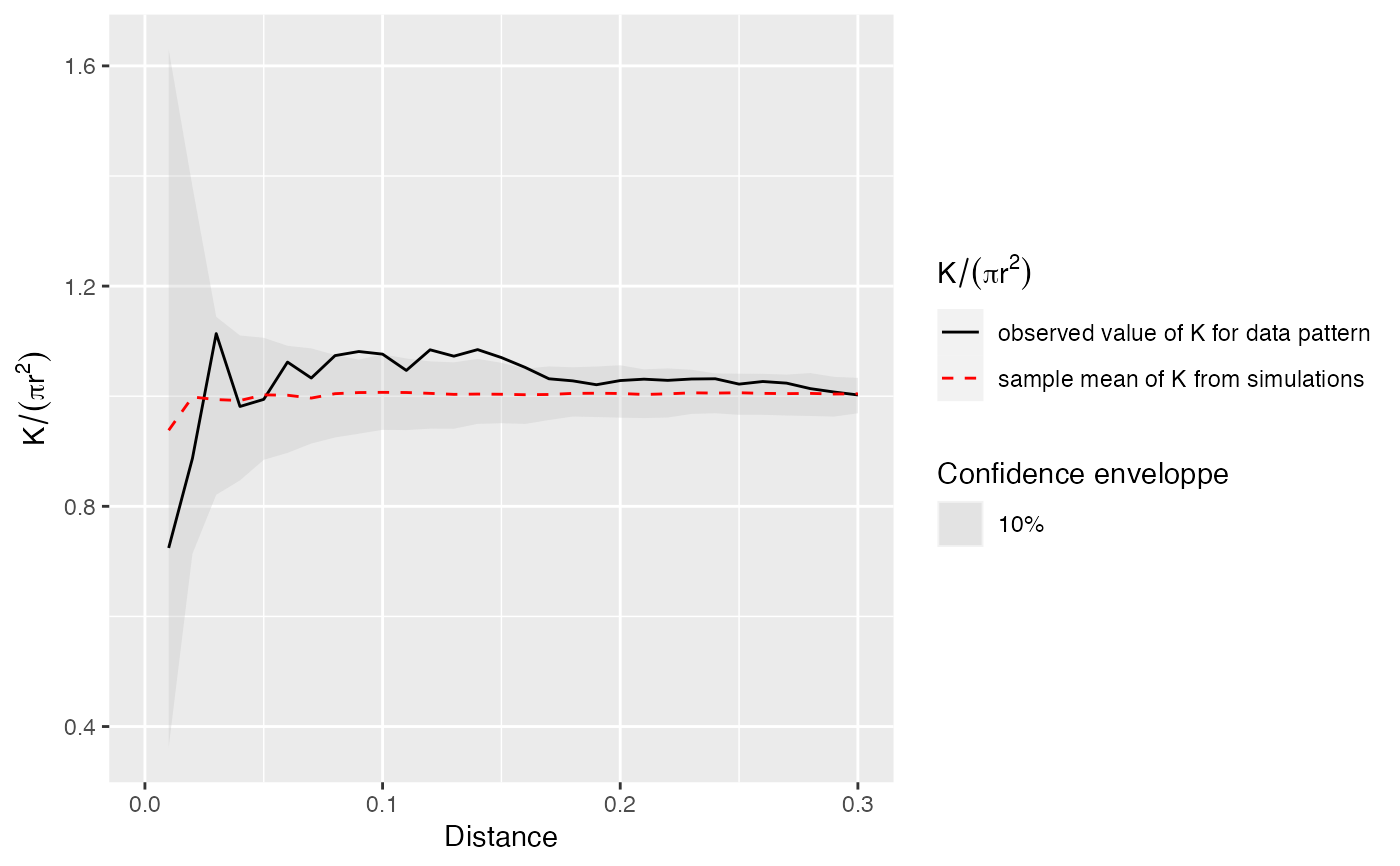 1.6
1.2
0.8
0.4
K/(πr²)
0.0
0.1
0.2
0.3
Distance
K/(πr²)
observed value of K for data pattern
sample mean of K from simulations
Confidence enveloppe
10%